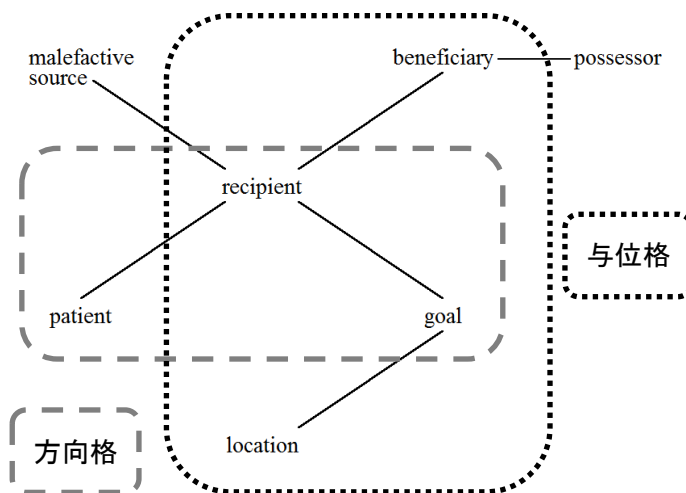 malefactive
source
beneficiary
possessor
recipient
与位格
patient
goal
方向格
location